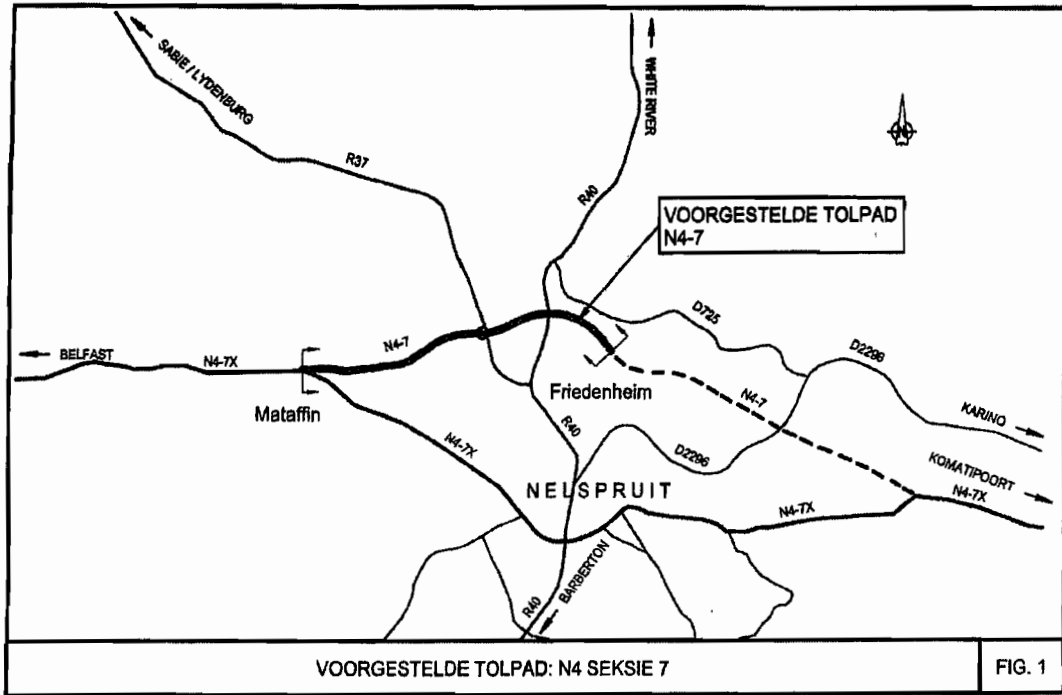 SABIE / LYDENBURG
WHITE RIVER
N
R37
R40
VOORGESTELDE TOLPAD
N4-7
D725
BELFAST
N4-7X
N4-7
D2296
Mataffin
Friedenheim
N4-7
KARINO
R40
D2296
KOMATIPOORT
N4-7X
N4-7X
NELSPRUIT
N4-7X
R40
BARBERTON
VOORGESTELDE TOLPAD: N4 SEKSIE 7
FIG. 1